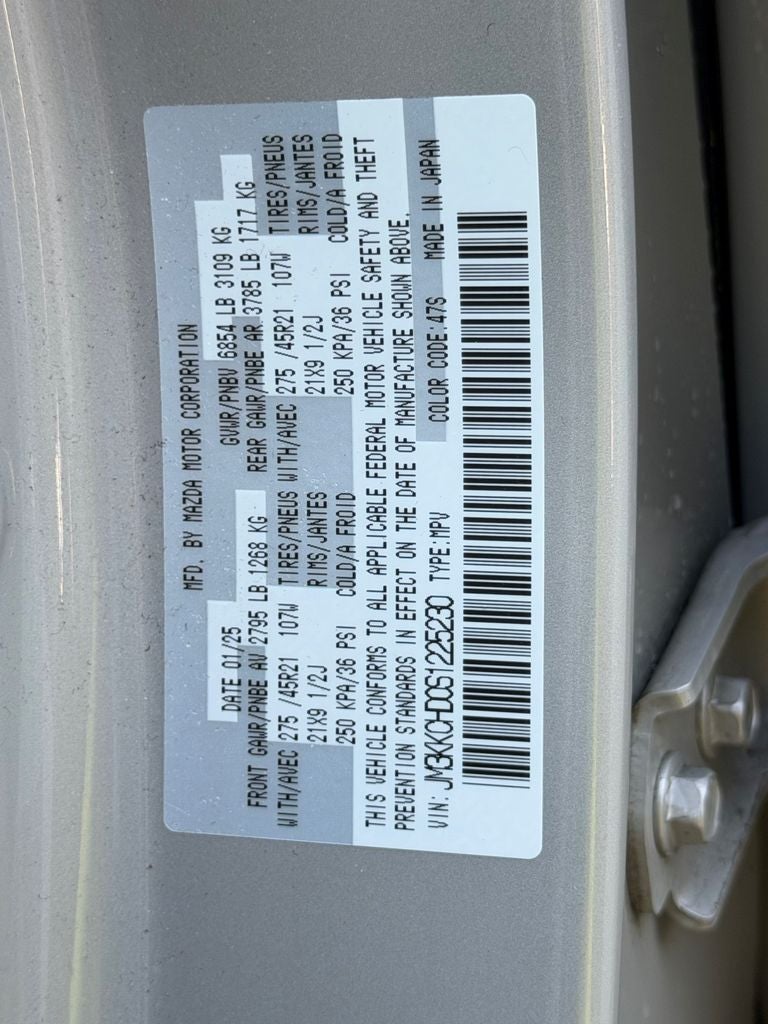 MFD. BY MAZDA MOTOR CORPORATION
DATE 01/25 GVWR/PNBV 6854 LB 3109 KG
FRONT GAWR/PNBE AV 2795 LB 1268 KG REAR GAWR/PNBE AR 3785 LB 1717 KG
WITH/AVEC 275 /45R21 107W TIRES/PNEUS WITH/AVEC 275 /45R21 107W TIRES/PNEUS
21X9 1/2J RIMS/JANTES 21X9 1/2J RIMS/JANTES
250 KPA/36 PSI COLD/A FROID 250 KPA/36 PSI COLD/A FROID
THIS VEHICLE CONFORMS TO ALL APPLICABLE FEDERAL MOTOR VEHICLE SAFETY AND THEFT
PREVENTION STANDARDS IN EFFECT ON THE DATE OF MANUFACTURE SHOWN ABOVE.
VIN: JM3KKCHD0S1225230 TYPE:MPV COLOR CODE:47S MADE IN JAPAN